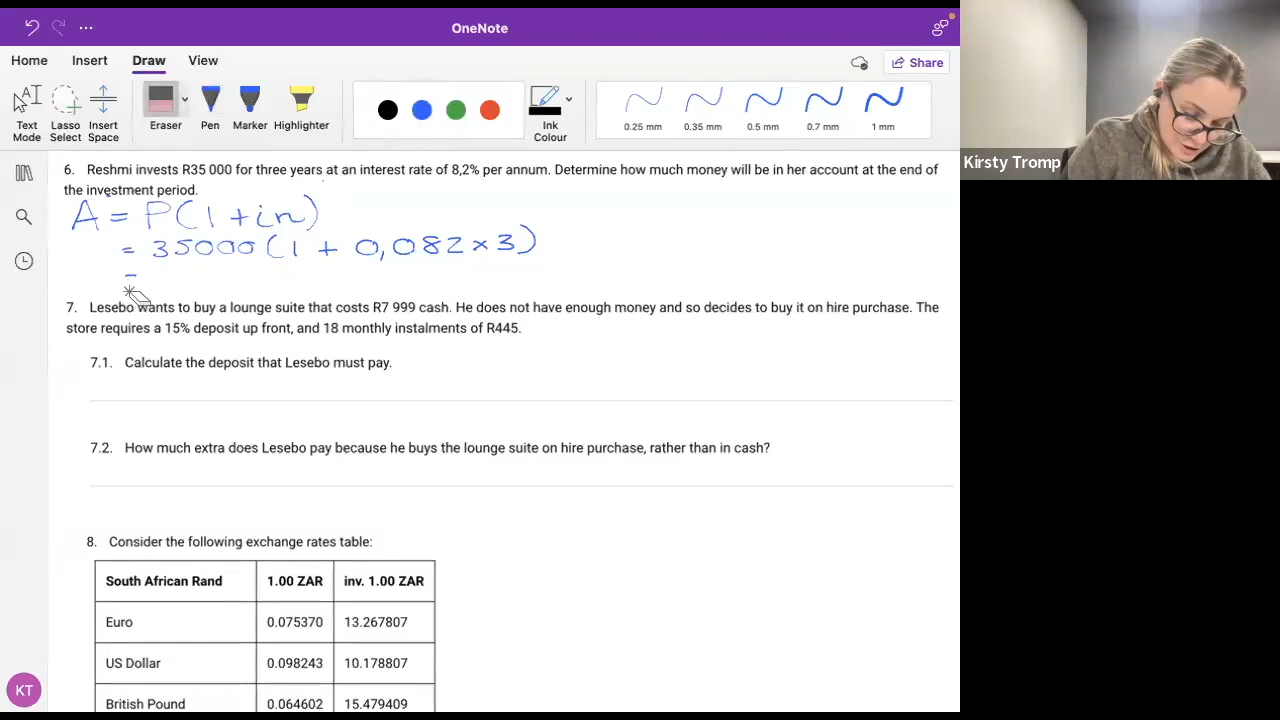 OneNote
Home Insert Draw View
Share
Text Mode
Lasso Select
Insert Space
Eraser
Pen
Marker
Highlighter
Ink Colour
0.25 mm
0.35 mm
0.5 mm
0.7 mm
1 mm
Kirsty Tromp
6. Reshmi invests R35 000 for three years at an interest rate of 8,2% per annum. Determine how much money will be in her account at the end of
the investment period.
A = P(1 + in)
= 35000(1 + 0,082 × 3)
=
7. Lesebo wants to buy a lounge suite that costs R7 999 cash. He does not have enough money and so decides to buy it on hire purchase. The
store requires a 15% deposit up front, and 18 monthly instalments of R445.
7.1. Calculate the deposit that Lesebo must pay.
7.2. How much extra does Lesebo pay because he buys the lounge suite on hire purchase, rather than in cash?
8. Consider the following exchange rates table:
South African Rand 1.00 ZAR inv. 1.00 ZAR
Euro 0.075370 13.267807
US Dollar 0.098243 10.178807
British Pound 0.064602 15.479409
KT